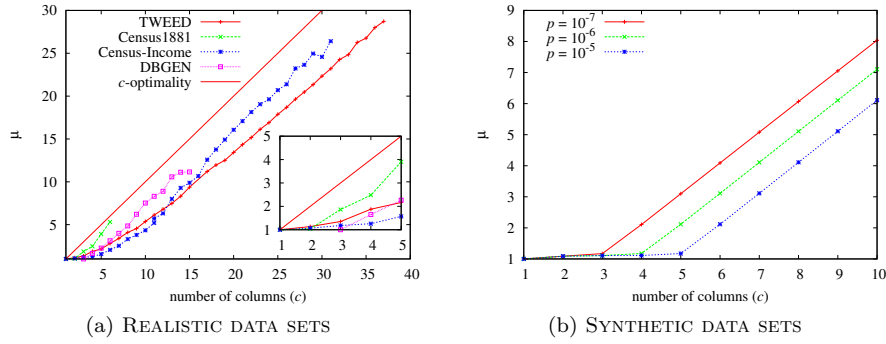 30
25
20
15
10
5
μ
TWEED
Census1881
Census-Income
DBGEN
c-optimality
5
4
3
2
1
1 2 3 4 5
5 10 15 20 25 30 35 40
number of columns (c)
(a) REALISTIC DATA SETS
9
8
7
6
5
4
3
2
1
μ
p = 10⁻⁷
p = 10⁻⁶
p = 10⁻⁵
1 2 3 4 5 6 7 8 9 10
number of columns (c)
(b) SYNTHETIC DATA SETS